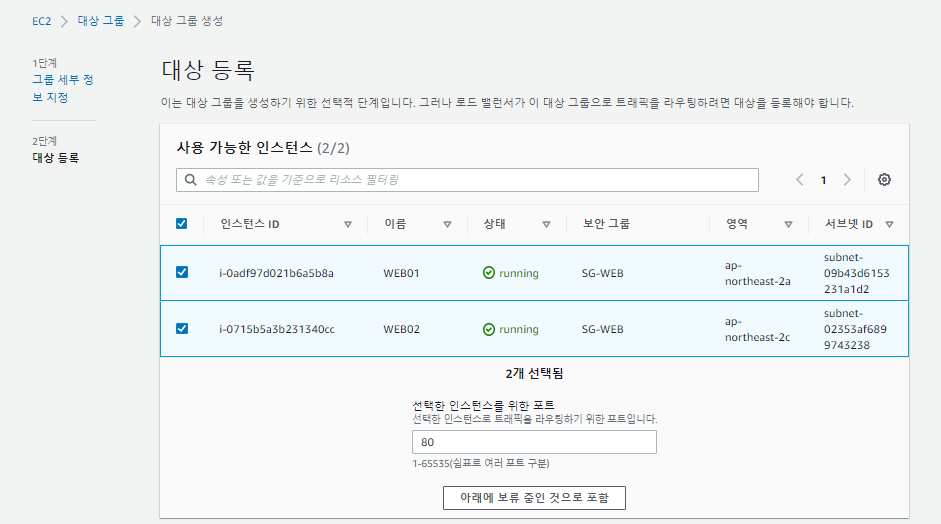 EC2 > 대상 그룹 > 대상 그룹 생성
1단계
그룹 세부 정
보 지정
2단계
대상 등록
대상 등록
이는 대상 그룹을 생성하기 위한 선택적 단계입니다. 그러나 로드 밸런서가 이 대상 그룹으로 트래픽을 라우팅하려면 대상을 등록해야 합니다.
사용 가능한 인스턴스 (2/2)
속성 또는 값을 기준으로 리소스 필터링
< 1 >
인스턴스 ID 이름 상태 보안 그룹 영역 서브넷 ID
i-0adf97d021b6a5b8a WEB01 running SG-WEB ap-
northeast-2a subnet-
09b43d6153
231a1d2
i-0715b5a3b231340cc WEB02 running SG-WEB ap-
northeast-2c subnet-
02353af689
9743238
2개 선택됨
선택한 인스턴스를 위한 포트
선택한 인스턴스로 트래픽을 라우팅하기 위한 포트입니다.
80
1-65535(쉼표로 여러 포트 구분)
아래에 보류 중인 것으로 포함